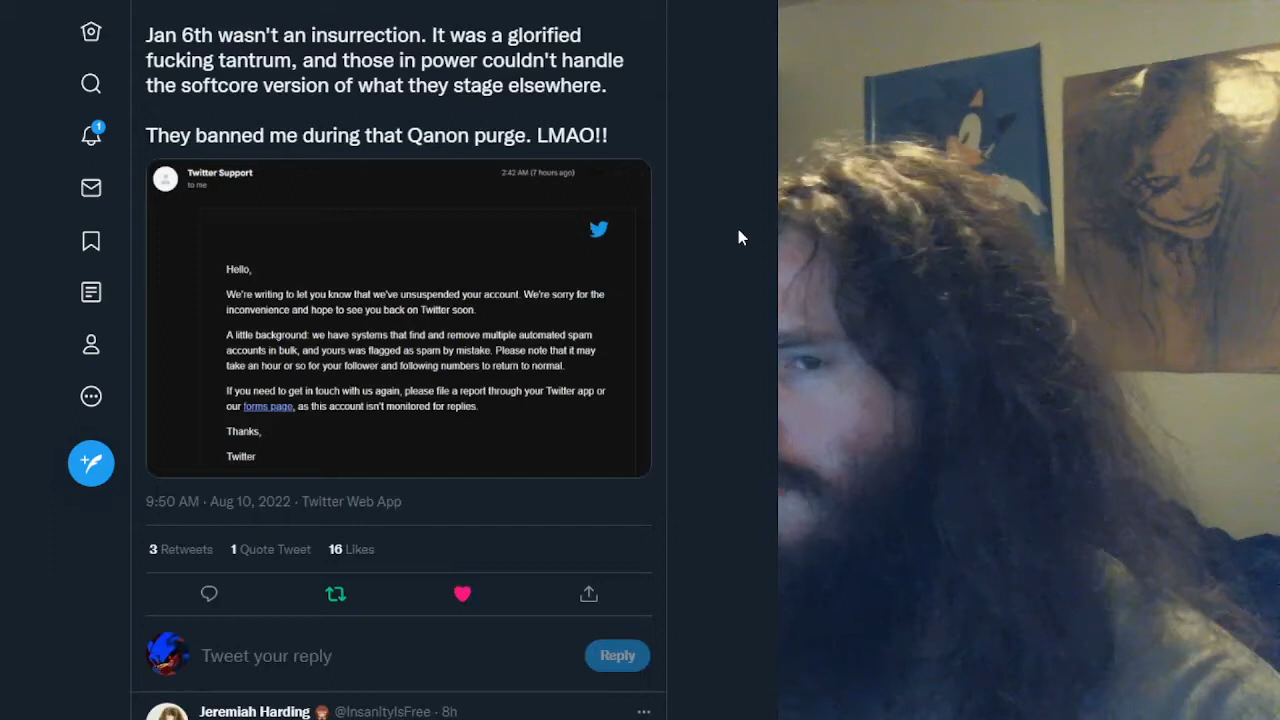 Jan 6th wasn't an insurrection. It was a glorified
fucking tantrum, and those in power couldn't handle
the softcore version of what they stage elsewhere.
They banned me during that Qanon purge. LMAO!!
1
Twitter Support
2:42 AM (7 hours ago)
to me
Hello,
We're writing to let you know that we've unsuspended your account. We're sorry for the
inconvenience and hope to see you back on Twitter soon.
A little background: we have systems that find and remove multiple automated spam
accounts in bulk, and yours was flagged as spam by mistake. Please note that it may
take an hour or so for your follower and following numbers to return to normal.
If you need to get in touch with us again, please file a report through your Twitter app or
our forms page, as this account isn't monitored for replies.
Thanks,
Twitter
9:50 AM · Aug 10, 2022 · Twitter Web App
3 Retweets 1 Quote Tweet 16 Likes
Tweet your reply
Reply
Jeremiah Harding @InsanItyIsFree · 8h